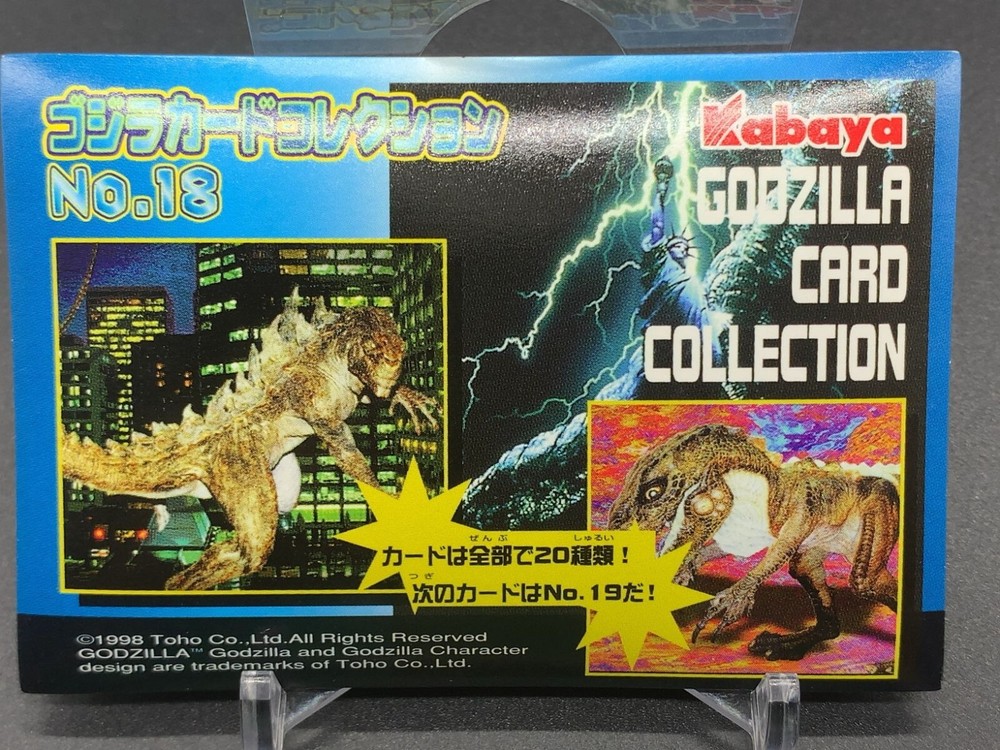 ゴジラカードコレクション
No.18
Kabaya
GODZILLA
CARD
COLLECTION
ぜんぶ しゅるい
カードは全部で20種類！
つぎ
次のカードはNo.19だ！
©1998 Toho Co.,Ltd.All Rights Reserved
GODZILLA™ Godzilla and Godzilla Character
design are trademarks of Toho Co.,Ltd.